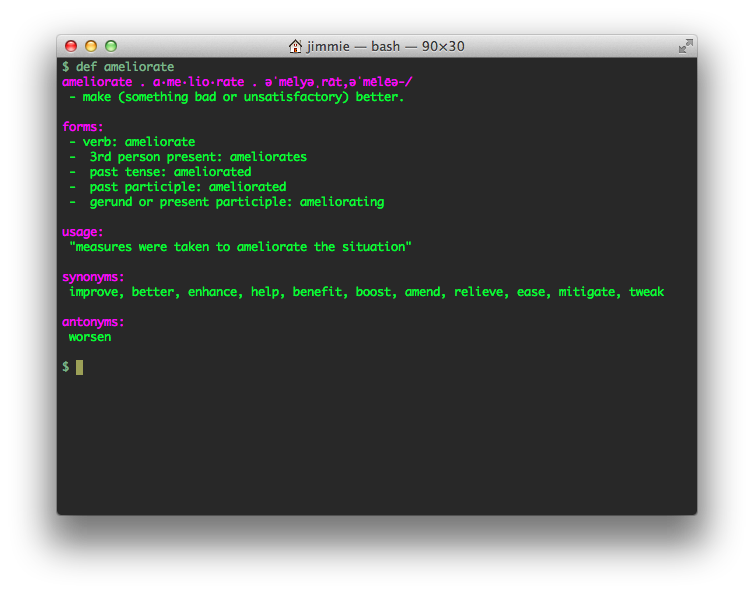 jimmie — bash — 90×30
$ def ameliorate
ameliorate . a·me·lio·rate . əˈmēlyəˌrāt,əˈmēlēə-/
- make (something bad or unsatisfactory) better.
forms:
- verb: ameliorate
-  3rd person present: ameliorates
-  past tense: ameliorated
-  past participle: ameliorated
-  gerund or present participle: ameliorating
usage:
"measures were taken to ameliorate the situation"
synonyms:
improve, better, enhance, help, benefit, boost, amend, relieve, ease, mitigate, tweak
antonyms:
worsen
$